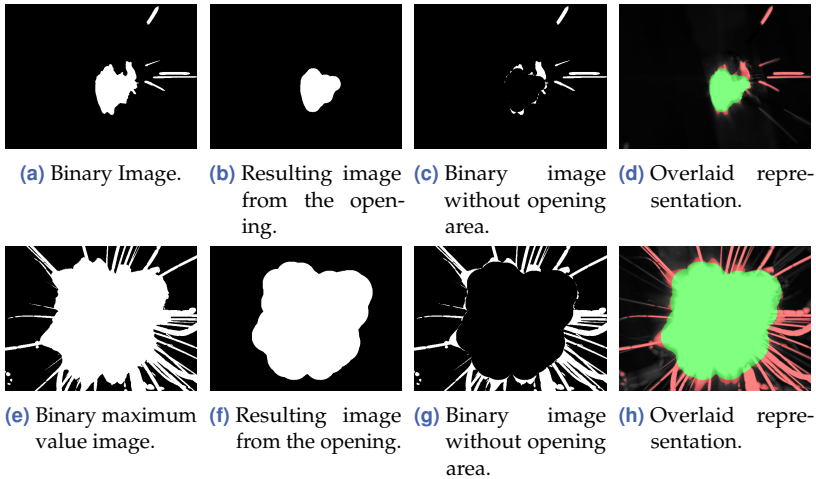 (a) Binary Image.
(b) Resulting image
from the open-
ing.
(c) Binary image
without opening
area.
(d) Overlaid repre-
sentation.
(e) Binary maximum
value image.
(f) Resulting image
from the opening.
(g) Binary image
without opening
area.
(h) Overlaid repre-
sentation.